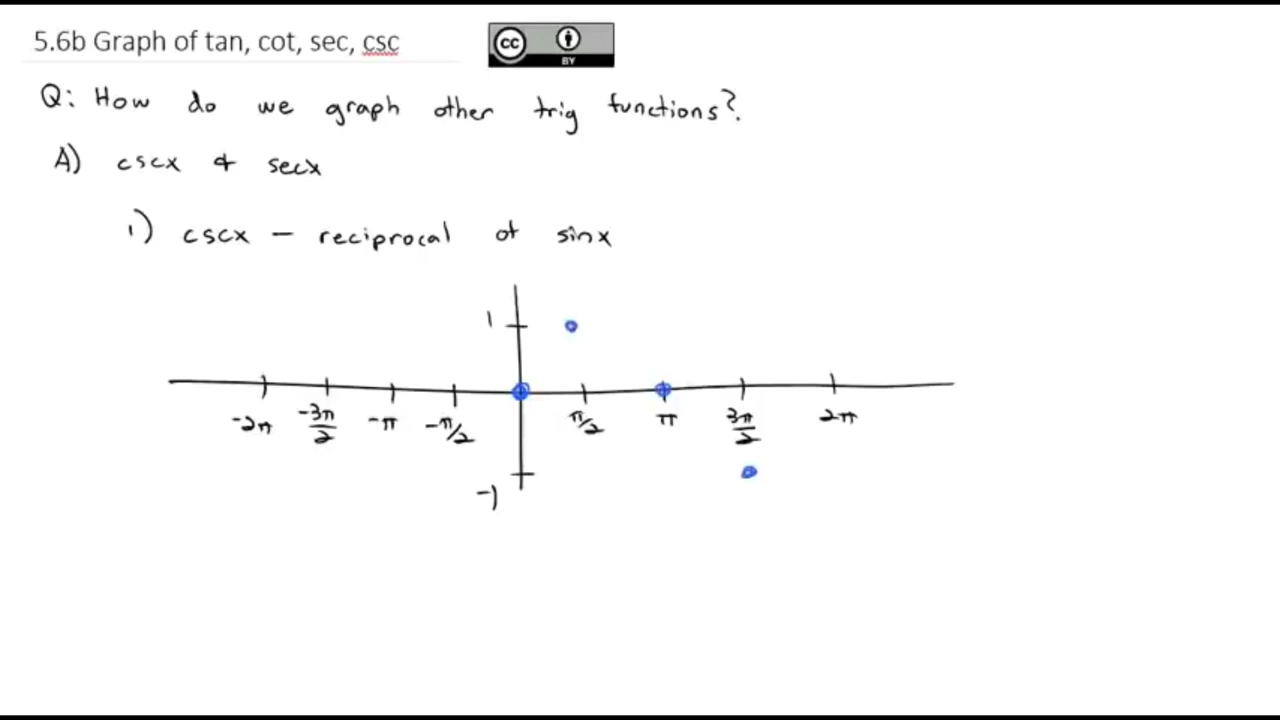 5.6b Graph of tan, cot, sec, csc
cc BY
Q: How do we graph other trig functions?
A) cscx & secx
1) cscx - reciprocal of sinx
1
-2π -3π/2 -π -π/2 π/2 π 3π/2 2π
-1